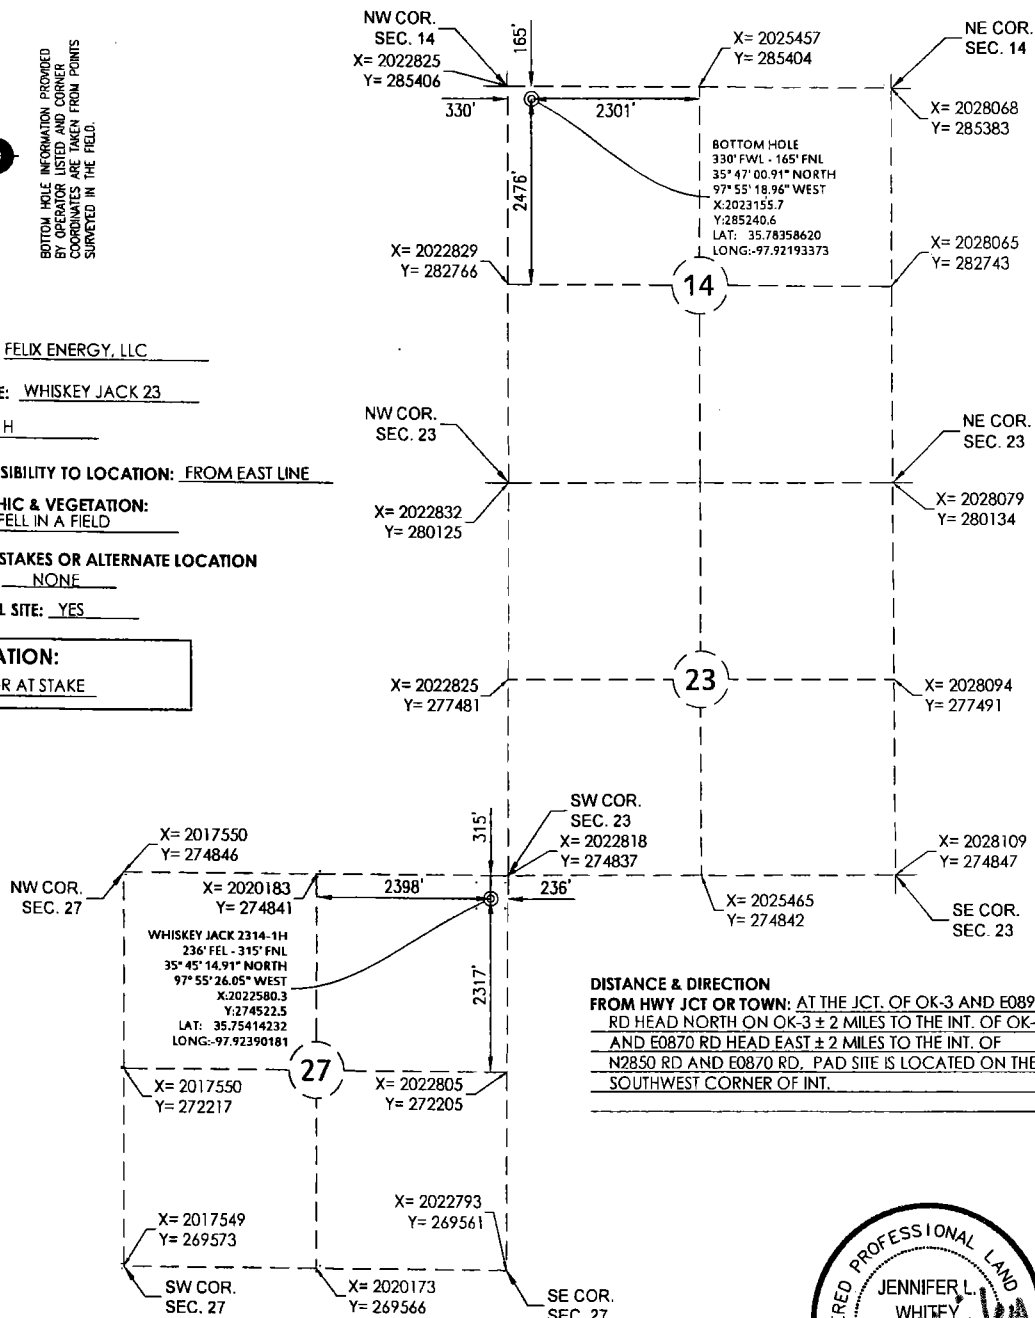 BOTTOM HOLE INFORMATION PROVIDED
BY OPERATOR LISTED AND CORNER
COORDINATES ARE TAKEN FROM POINTS
SURVEYED IN THE FIELD.
NW COR.
SEC. 14
X= 2022825
Y= 285406
165'
X= 2025457
Y= 285404
NE COR.
SEC. 14
X= 2028068
Y= 285383
330'
2301'
2476'
BOTTOM HOLE
330' FWL - 165' FNL
35° 47' 00.91" NORTH
97° 55' 18.96" WEST
X:2023155.7
Y:285240.6
LAT: 35.78358620
LONG:-97.92193373
X= 2022829
Y= 282766
X= 2028065
Y= 282743
14
FELIX ENERGY, LLC
E: WHISKEY JACK 23
H
SIBILITY TO LOCATION: FROM EAST LINE
HIC & VEGETATION:
FELL IN A FIELD
STAKES OR ALTERNATE LOCATION
NONE
L SITE: YES
ATION:
R AT STAKE
NW COR.
SEC. 23
X= 2022832
Y= 280125
NE COR.
SEC. 23
X= 2028079
Y= 280134
X= 2022825
Y= 277481
23
X= 2028094
Y= 277491
SW COR.
SEC. 23
X= 2022818
Y= 274837
315'
X= 2017550
Y= 274846
NW COR.
SEC. 27
X= 2020183
Y= 274841
2398'
236'
X= 2025465
Y= 274842
X= 2028109
Y= 274847
SE COR.
SEC. 23
WHISKEY JACK 2314-1H
236' FEL - 315' FNL
35° 45' 14.91" NORTH
97° 55' 26.05" WEST
X:2022580.3
Y:274522.5
LAT: 35.75414232
LONG:-97.92390181
2317'
27
X= 2017550
Y= 272217
X= 2022805
Y= 272205
DISTANCE & DIRECTION
FROM HWY JCT OR TOWN: AT THE JCT. OF OK-3 AND E089
RD HEAD NORTH ON OK-3 ± 2 MILES TO THE INT. OF OK-
AND E0870 RD HEAD EAST ± 2 MILES TO THE INT. OF
N2850 RD AND E0870 RD. PAD SITE IS LOCATED ON THE
SOUTHWEST CORNER OF INT.
X= 2017549
Y= 269573
SW COR.
SEC. 27
X= 2020173
Y= 269566
X= 2022793
Y= 269561
SE COR.
SEC. 27
ERED PROFESSIONAL LAND
JENNIFER L.
WHITEY